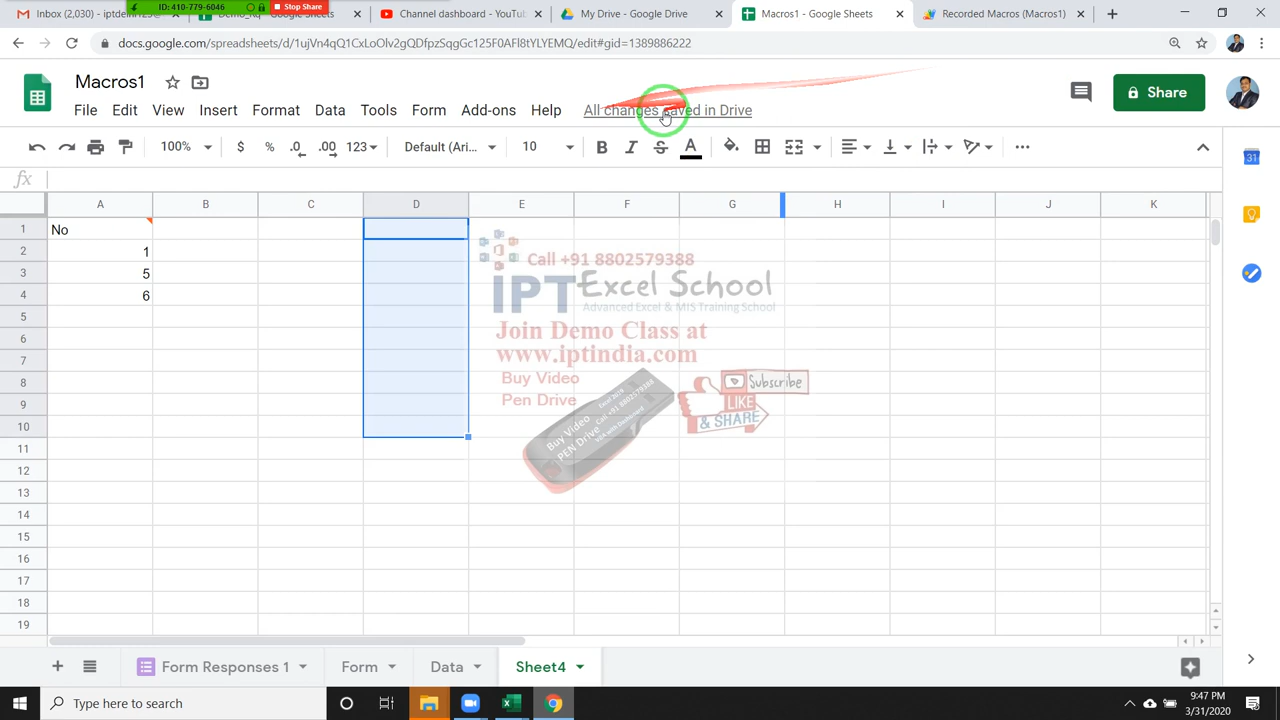 ID: 410-779-6046 Stop Share
Inbox (2,030) - iptdelhi123@
Channel dashboard - YouTu
My Drive - Google Drive
Macros1 - Google Sheets
Recorded Macros (Macros1)
docs.google.com/spreadsheets/d/1ujVn4qQ1CxLoOlv2gQDfpzSqgGc125F0AFl8tYLYEMQ/edit#gid=1389886222
Macros1
File Edit View Insert Format Data Tools Form Add-ons Help All changes saved in Drive
Share
100% $ % .0 .00 123 Default (Ari... 10 B I S A
fx
A B C D E F G H I J K
1 No
2 1
3 5
4 6
5
6
7
8
9
10
11
12
13
14
15
16
17
18
19
Call +91 8802579388
IPT Excel School
Advanced Excel & MIS Training School
Join Demo Class at
www.iptindia.com
Buy Video
Pen Drive
Subscribe
LIKE
& SHARE
Buy Video
PEN Drive
Call +91 8802579388
Form Responses 1 Form Data Sheet4
Type here to search
9:47 PM
3/31/2020